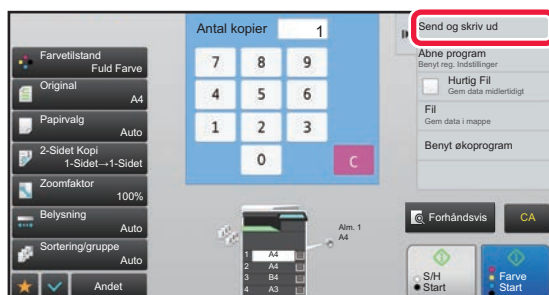 Antal kopier
1
Farvetilstand
Fuld Farve
Original
A4
Papirvalg
Auto
2-Sidet Kopi
1-Sidet→1-Sidet
Zoomfaktor
100%
Belysning
Auto
Sortering/gruppe
Auto
Andet
7 8 9
4 5 6
1 2 3
0 C
Alm. 1
A4
1 A4
2 A4
3 B4
4 A3
Send og skriv ud
Åbne program
Benyt reg. Indstillinger
Hurtig Fil
Gem data midlertidigt
Fil
Gem data i mappe
Benyt økoprogram
Forhåndsvis
CA
S/H
Start
Farve
Start